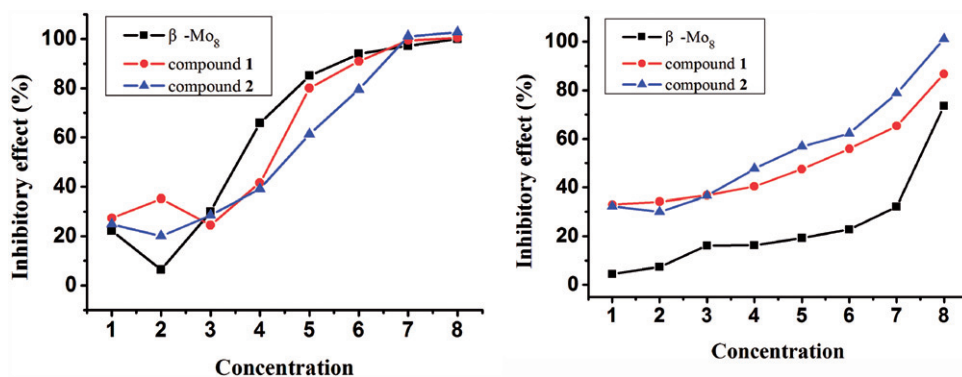 β -Mo₈
compound 1
compound 2
Inhibitory effect (%)
100
80
60
40
20
0
1 2 3 4 5 6 7 8
Concentration
β -Mo₈
compound 1
compound 2
Inhibitory effect (%)
100
80
60
40
20
0
1 2 3 4 5 6 7 8
Concentration